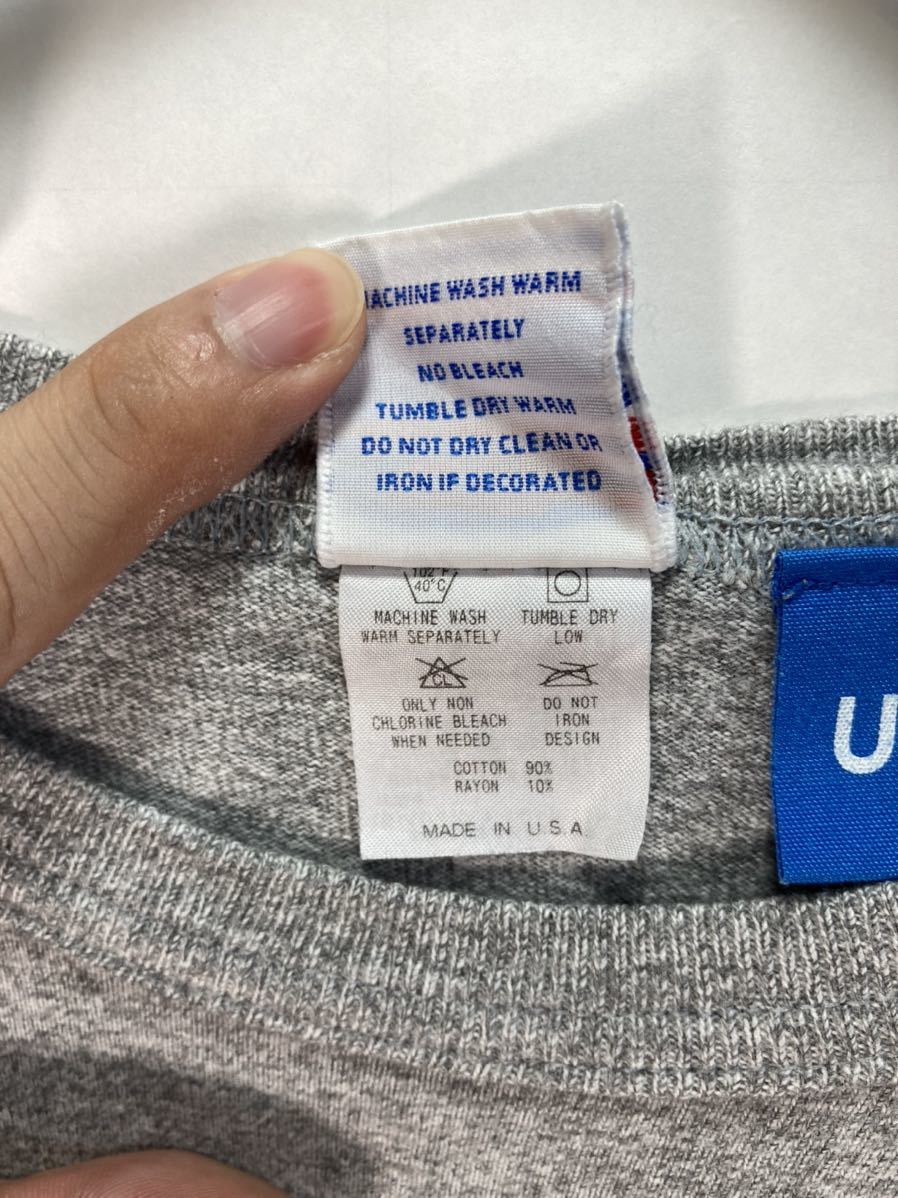 MACHINE WASH WARM
SEPARATELY
NO BLEACH
TUMBLE DRY WARM
DO NOT DRY CLEAN OR
IRON IF DECORATED
102°F
40°C
MACHINE WASH
WARM SEPARATELY
TUMBLE DRY
LOW
CL
ONLY NON
CHLORINE BLEACH
WHEN NEEDED
DO NOT
IRON
DESIGN
COTTON 90%
RAYON 10%
MADE IN U.S.A
U